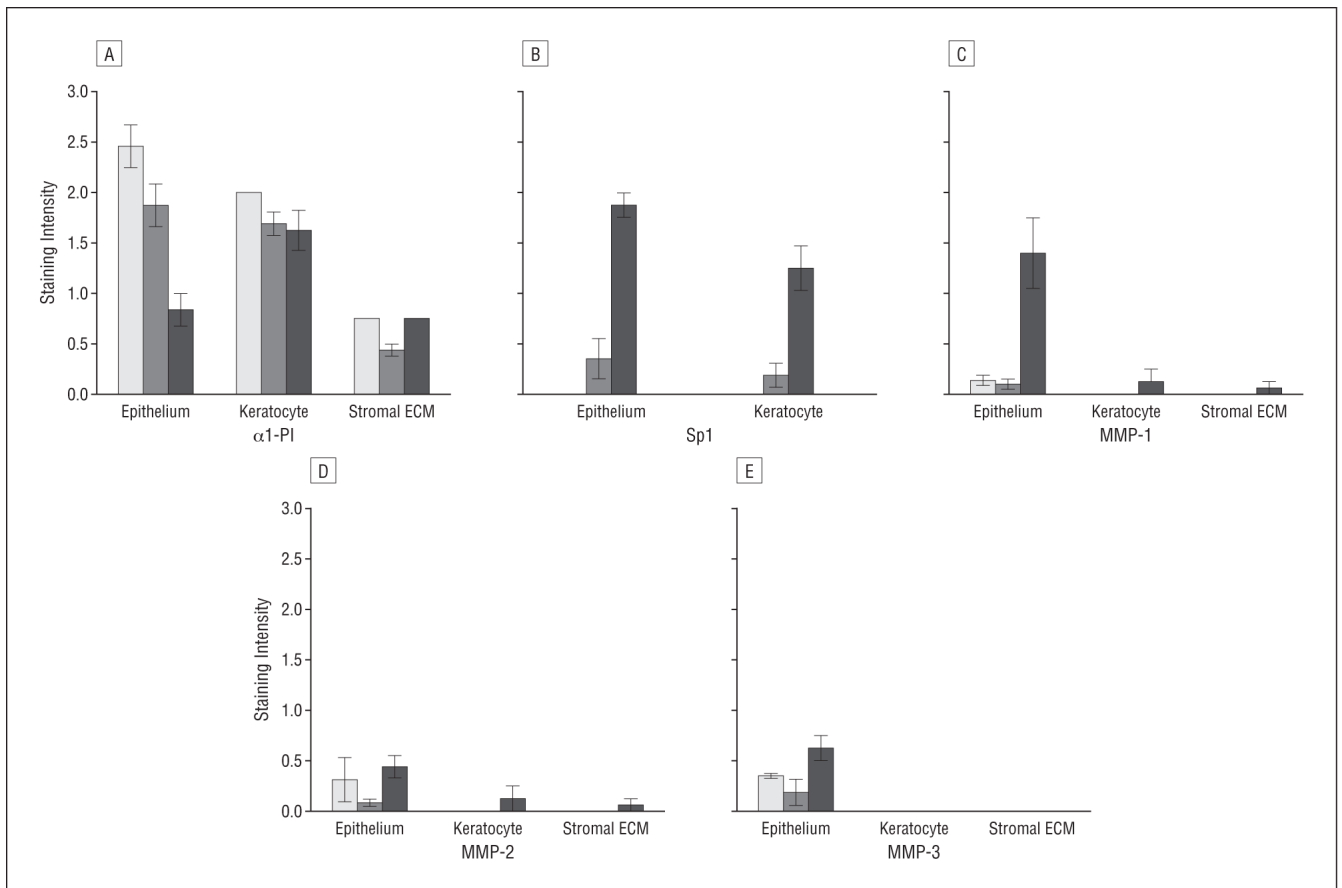 A
B
C
Staining Intensity
3.0
2.5
2.0
1.5
1.0
0.5
0.0
Epithelium Keratocyte Stromal ECM
α1-PI
Epithelium Keratocyte
Sp1
Epithelium Keratocyte Stromal ECM
MMP-1
D
E
Staining Intensity
3.0
2.5
2.0
1.5
1.0
0.5
0.0
Epithelium Keratocyte Stromal ECM
MMP-2
Epithelium Keratocyte Stromal ECM
MMP-3